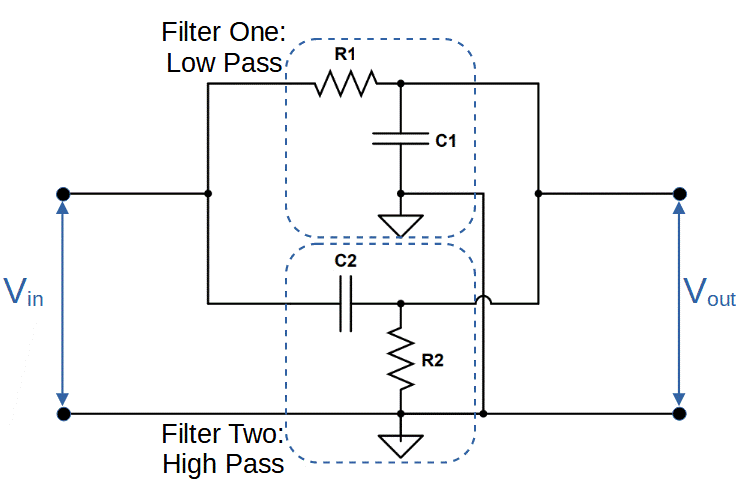 Filter One:
Low Pass
R1
C1
C2
Vin
Vout
R2
Filter Two:
High Pass